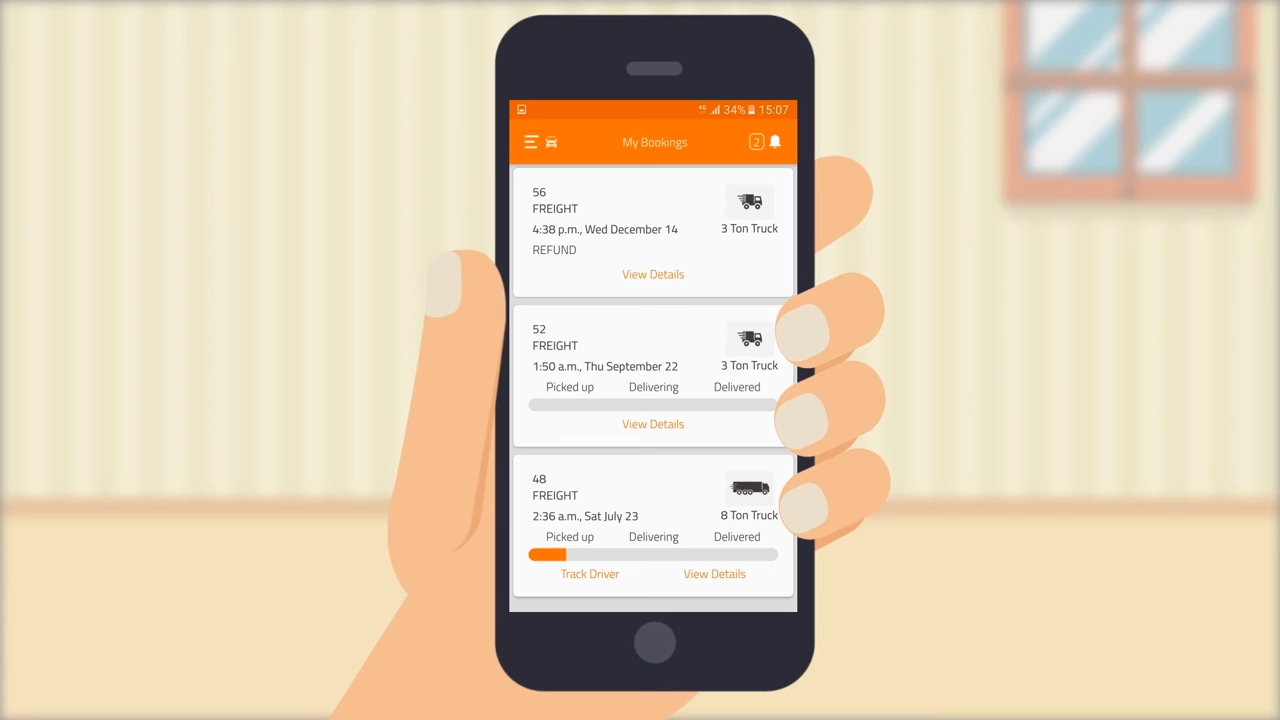 4G 34% 15:07
My Bookings 2
56
FREIGHT
4:38 p.m., Wed December 14 3 Ton Truck
REFUND
View Details
52
FREIGHT
1:50 a.m., Thu September 22 3 Ton Truck
Picked up Delivering Delivered
View Details
48
FREIGHT
2:36 a.m., Sat July 23 8 Ton Truck
Picked up Delivering Delivered
Track Driver View Details